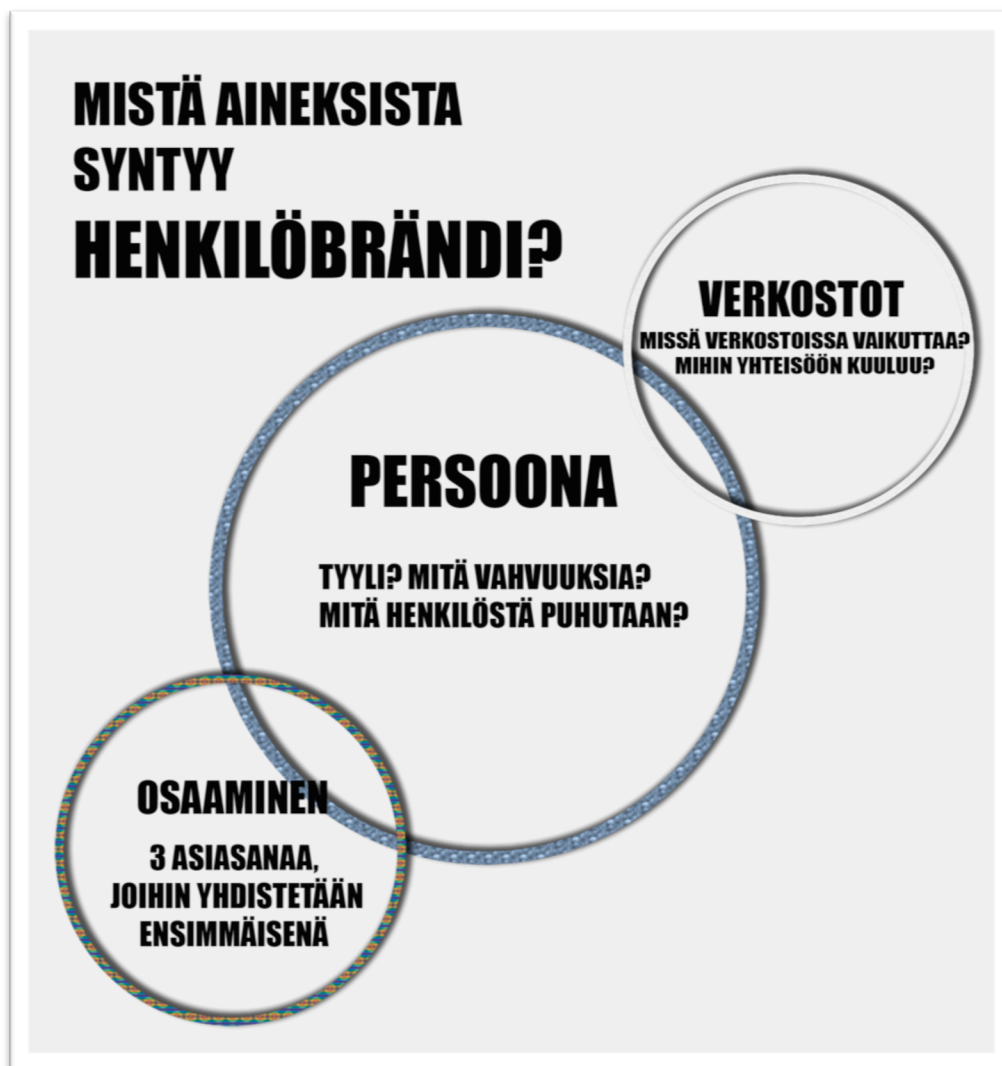 MISTÄ AINEKSISTA
SYNTYY
HENKILÖBRÄNDI?
VERKOSTOT
MISSÄ VERKOSTOISSA VAIKUTTAA?
MIHIN YHTEISÖÖN KUULUU?
PERSOONA
TYYLI? MITÄ VAHVUUKSIA?
MITÄ HENKILÖSTÄ PUHUTAAN?
OSAAMINEN
3 ASIASANAA,
JOIHIN YHDISTETÄÄN
ENSIMMÄISENÄ